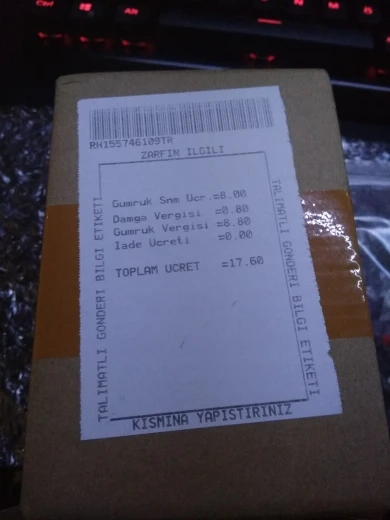 RH155746109TR
ZARFIN ILGILI
Gumruk Snm Ucr.=8.00
Damga Vergisi =0.80
Gumruk Vergisi =8.80
Iade Ucreti =0.00
TOPLAM UCRET =17.60
TALIMATLI GONDERI BILGI ETIKETI
TALIMATLI GONDERI BILGI ETIKETI
KISMINA YAPISTIRINIZ
Ctrl